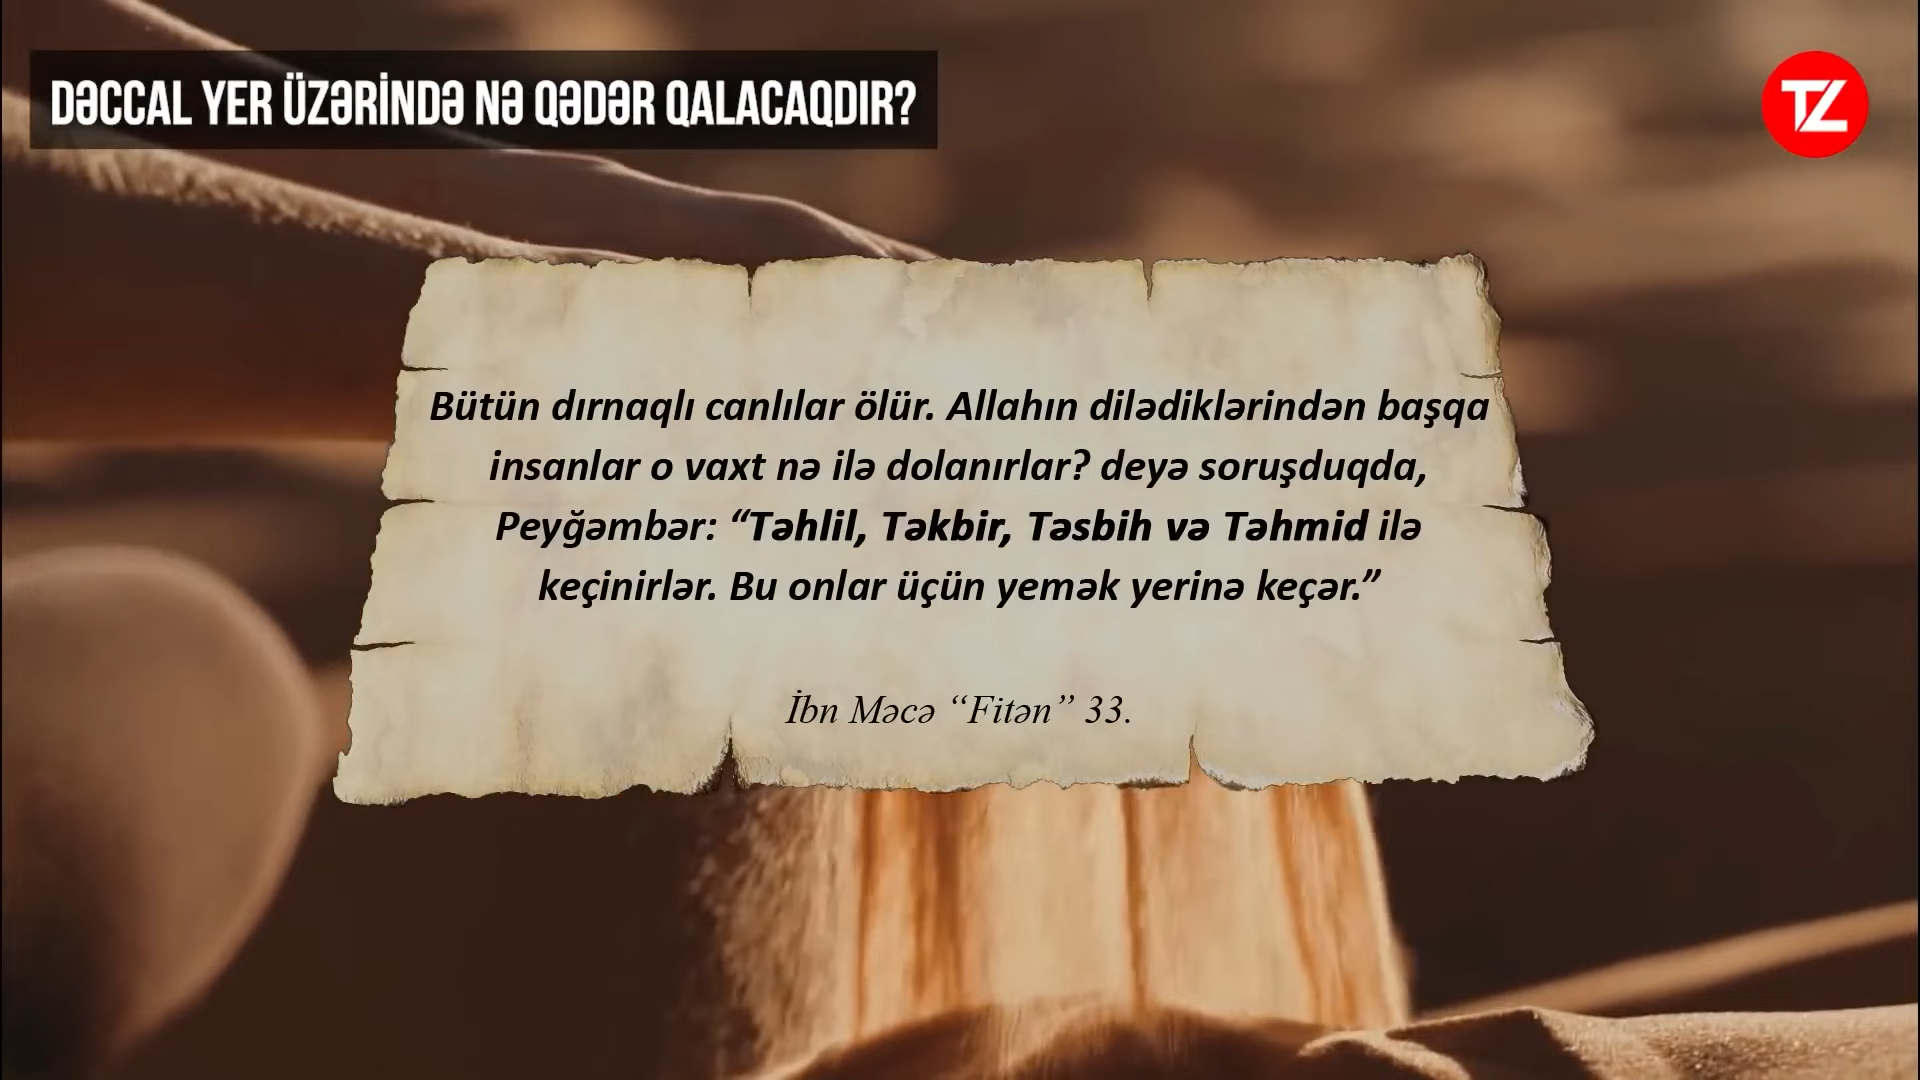 DƏCCAL YER ÜZƏRİNDƏ NƏ QƏDƏR QALACAQDIR?
TZ
Bütün dırnaqlı canlılar ölür. Allahın dilədiklərindən başqa
insanlar o vaxt nə ilə dolanırlar? deyə soruşduqda,
Peyğəmbər: “Təhlil, Təkbir, Təsbih və Təhmid ilə
keçinirlər. Bu onlar üçün yemək yerinə keçər.”
İbn Məcə “Fitən” 33.